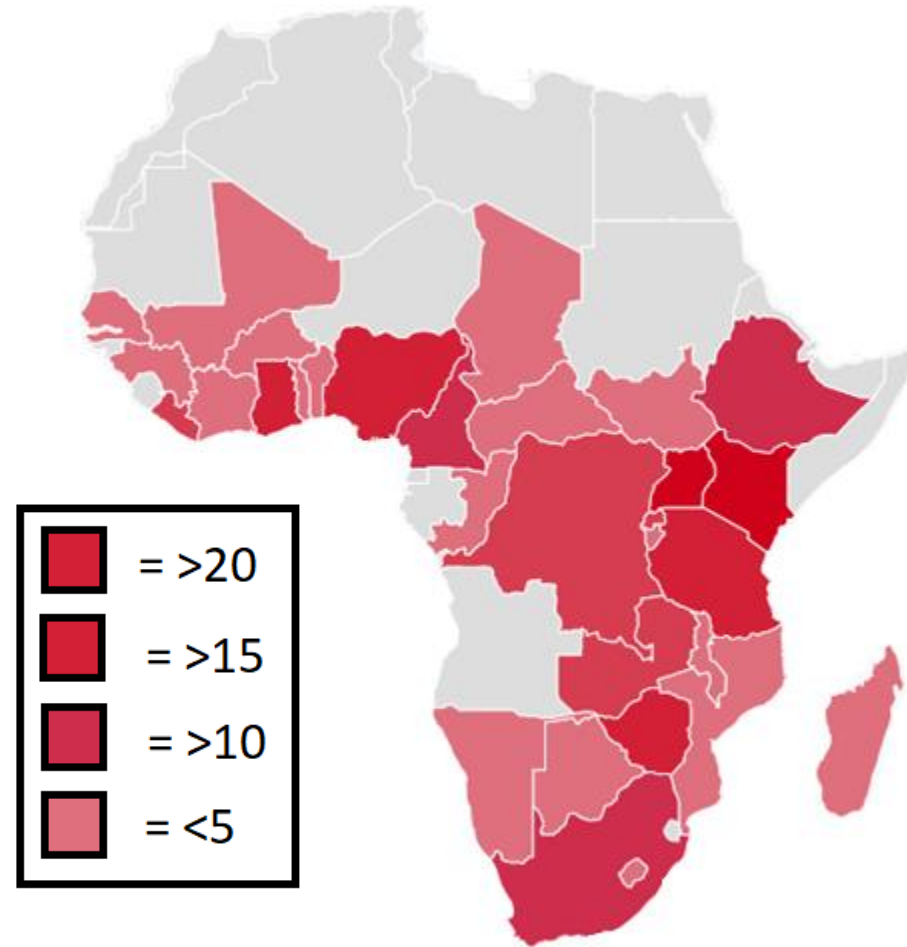 = >20
= >15
= >10
= <5